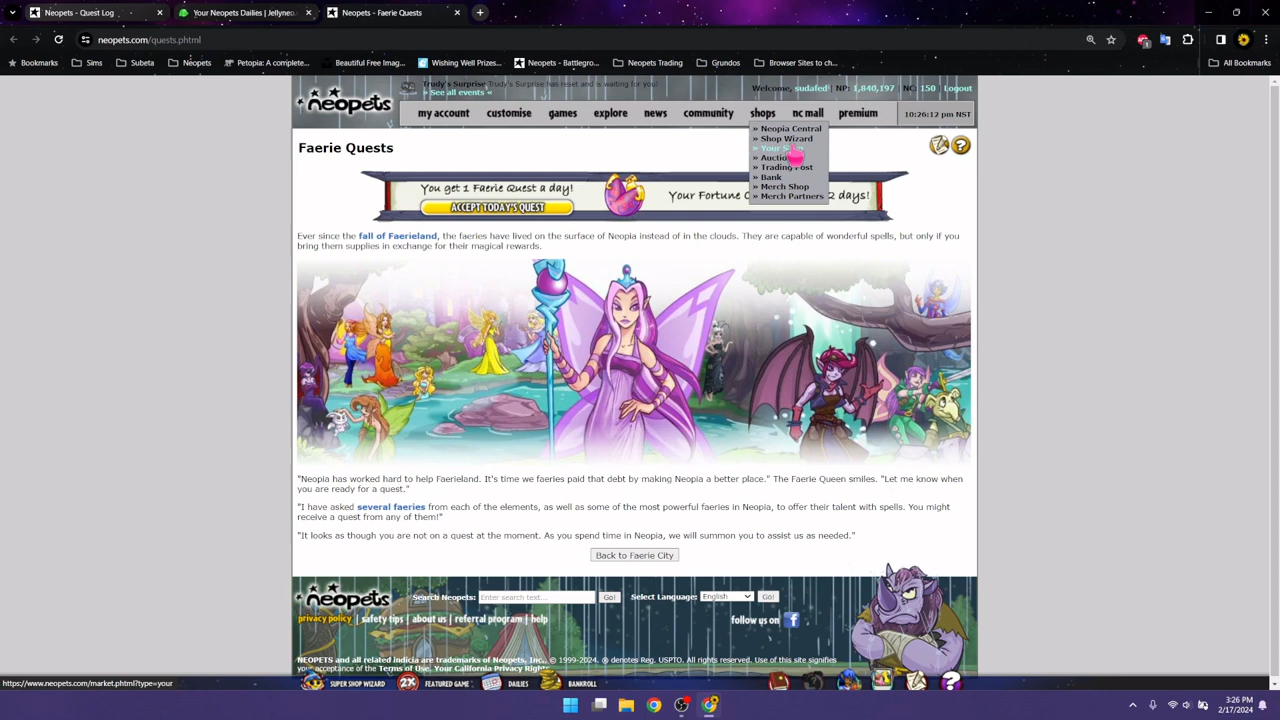 Neopets - Quest Log
Your Neopets Dailies | Jellyneo
Neopets - Faerie Quests
neopets.com/quests.phtml
Bookmarks
Sims
Subeta
Neopets
Petopia: A complete...
Beautiful Free Imag...
Wishing Well Prizes...
Neopets - Battlegro...
Neopets Trading
Grundos
Browser Sites to ch...
All Bookmarks
neopets
Trudy's Surprise Trudy's Surprise has reset and is waiting for you!
» See all events «
Welcome, sudafed | NP: 1,840,197 | NC: 150 | Logout
my account
customise
games
explore
news
community
shops
nc mall
premium
10:26:12 pm NST
» Neopia Central
» Shop Wizard
» Your
»
» Trading Post
» Bank
» Merch Shop
» Merch Partners
Faerie Quests
You get 1 Faerie Quest a day!
ACCEPT TODAY'S QUEST
Your Fortune
2 days!
Ever since the fall of Faerieland, the faeries have lived on the surface of Neopia instead of in the clouds. They are capable of wonderful spells, but only if you
bring them supplies in exchange for their magical rewards.
"Neopia has worked hard to help Faerieland. It's time we faeries paid that debt by making Neopia a better place." The Faerie Queen smiles. "Let me know when
you are ready for a quest."
"I have asked several faeries from each of the elements, as well as some of the most powerful faeries in Neopia, to offer their talent with spells. You might
receive a quest from any of them!"
"It looks as though you are not on a quest at the moment. As you spend time in Neopia, we will summon you to assist us as needed."
Back to Faerie City
neopets
Search Neopets: Enter search text... Go! Select Language: English Go!
privacy policy | safety tips | about us | referral program | help
follow us on f
NEOPETS and all related indicia are trademarks of Neopets, Inc., © 1999-2024. ® denotes Reg. USPTO. All rights reserved. Use of this site signifies
your acceptance of the Terms of Use. Your California Privacy Rights
https://www.neopets.com/market.phtml?type=your
SUPER SHOP WIZARD
2X
FEATURED GAME
DAILIES
BANKROLL
3:26 PM
2/17/2024